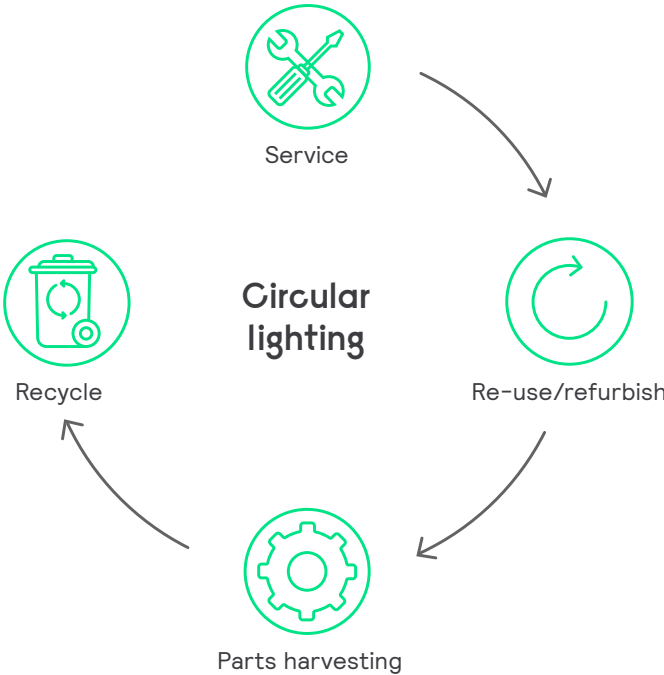 Service
Circular
lighting
Recycle
Re-use/refurbish
Parts harvesting